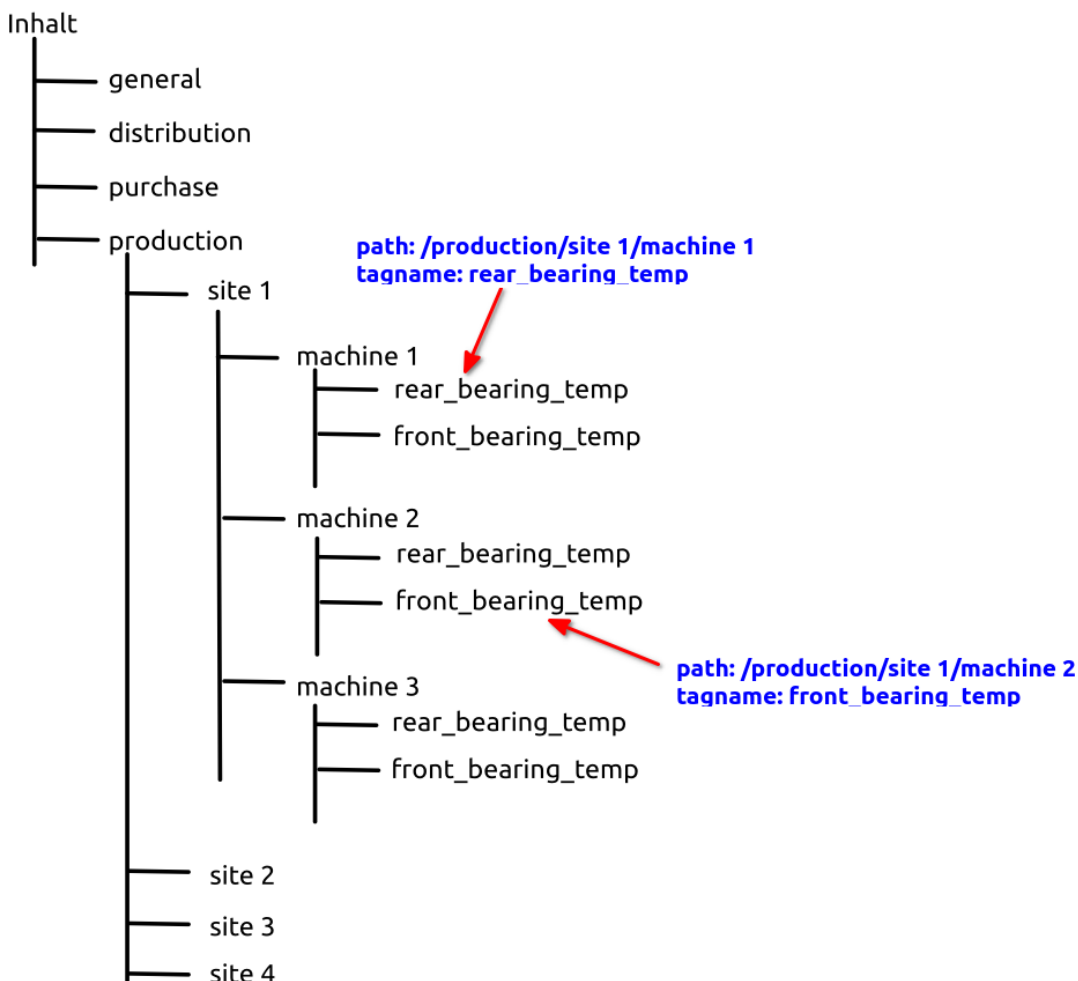 Inhalt
general
distribution
purchase
production
path: /production/site 1/machine 1
tagname: rear_bearing_temp
site 1
machine 1
rear_bearing_temp
front_bearing_temp
machine 2
rear_bearing_temp
front_bearing_temp
path: /production/site 1/machine 2
tagname: front_bearing_temp
machine 3
rear_bearing_temp
front_bearing_temp
site 2
site 3
site 4